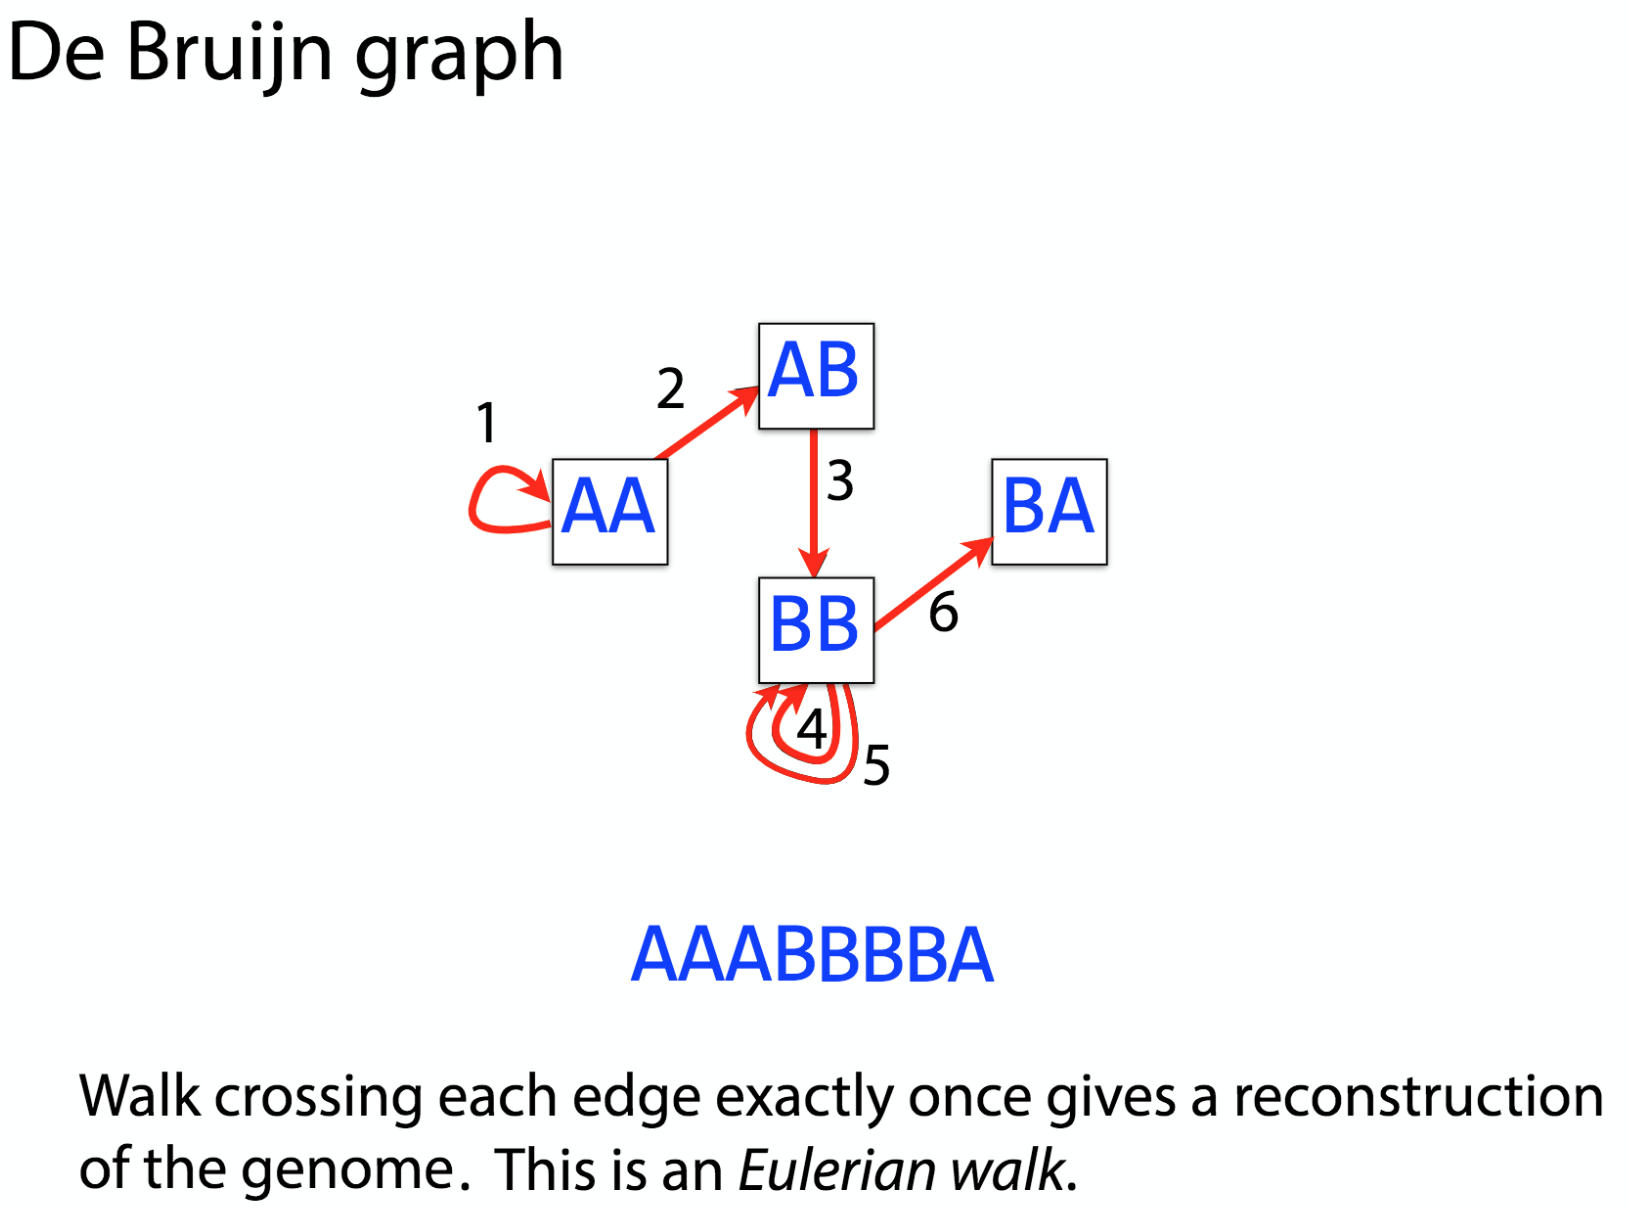 De Bruijn graph
AB
2
1
3
AA
BA
BB
6
4
5
AAABBBBA
Walk crossing each edge exactly once gives a reconstruction
of the genome. This is an Eulerian walk.